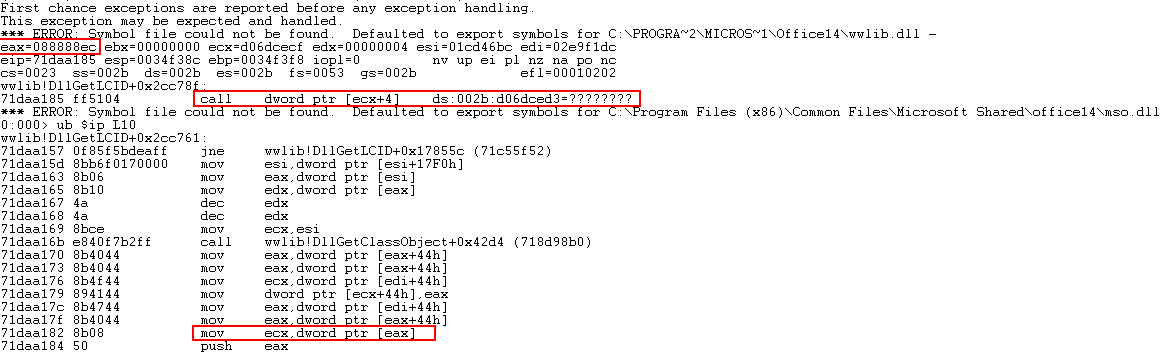 First chance exceptions are reported before any exception handling.
This exception may be expected and handled.
*** ERROR: Symbol file could not be found.  Defaulted to export symbols for C:\PROGRA~2\MICROS~1\Office14\wwlib.dll -
eax=088888ec ebx=00000000 ecx=d06dcecf edx=00000004 esi=01cd46bc edi=02e9f1dc
eip=71daa185 esp=0034f38c ebp=0034f3f8 iopl=0         nv up ei pl nz na po nc
cs=0023  ss=002b  ds=002b  es=002b  fs=0053  gs=002b             efl=00010202
wwlib!DllGetLCID+0x2cc78f:
71daa185 ff5104          call    dword ptr [ecx+4]    ds:002b:d06dced3=????????
*** ERROR: Symbol file could not be found.  Defaulted to export symbols for C:\Program Files (x86)\Common Files\Microsoft Shared\office14\mso.dll
0:000> ub $ip L10
wwlib!DllGetLCID+0x2cc761:
71daa157 0f85f5bdeaff    jne     wwlib!DllGetLCID+0x17855c (71c55f52)
71daa15d 8bb6f0170000    mov     esi,dword ptr [esi+17F0h]
71daa163 8b06            mov     eax,dword ptr [esi]
71daa165 8b10            mov     edx,dword ptr [eax]
71daa167 4a              dec     edx
71daa168 4a              dec     edx
71daa169 8bce            mov     ecx,esi
71daa16b e840f7b2ff      call    wwlib!DllGetClassObject+0x42d4 (718d98b0)
71daa170 8b4044          mov     eax,dword ptr [eax+44h]
71daa173 8b4044          mov     eax,dword ptr [eax+44h]
71daa176 8b4f44          mov     ecx,dword ptr [edi+44h]
71daa179 894144          mov     dword ptr [ecx+44h],eax
71daa17c 8b4744          mov     eax,dword ptr [edi+44h]
71daa17f 8b4044          mov     eax,dword ptr [eax+44h]
71daa182 8b08            mov     ecx,dword ptr [eax]
71daa184 50              push    eax